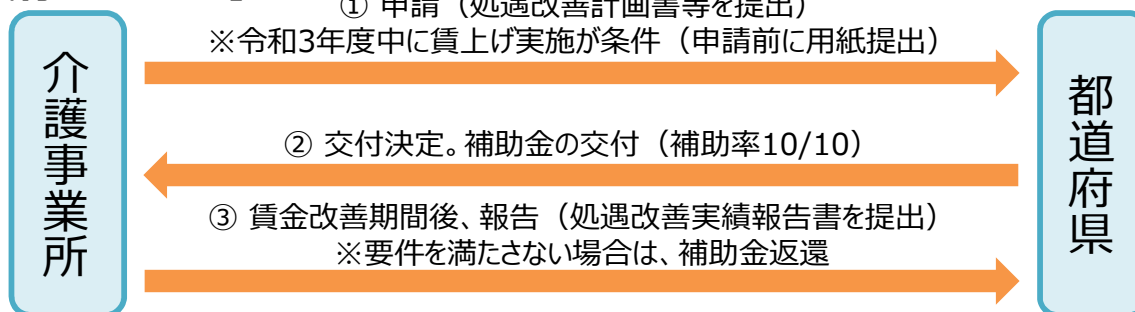 ① 申請（処遇改善計画書等を提出）
※令和3年度中に賃上げ実施が条件（申請前に用紙提出）
介護事業所
都道府県
② 交付決定。補助金の交付（補助率10/10）
③ 賃金改善期間後、報告（処遇改善実績報告書を提出）
※要件を満たさない場合は、補助金返還